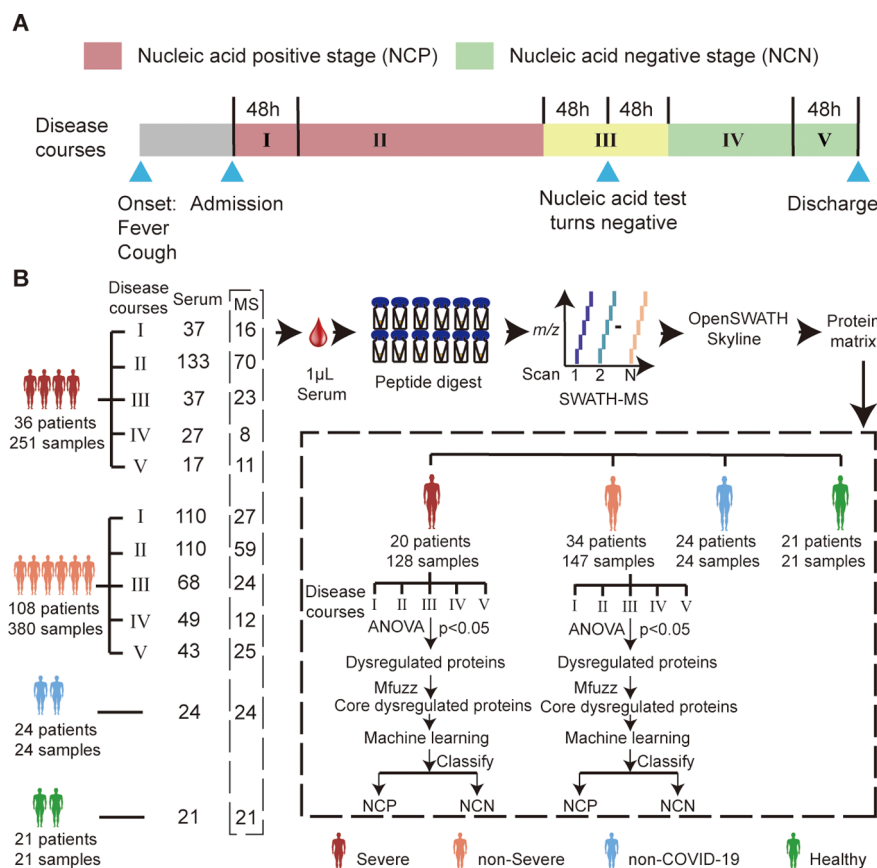 A
Nucleic acid positive stage (NCP)
Nucleic acid negative stage (NCN)
48h
48h
48h
48h
Disease
courses
I
II
III
IV
V
Onset:
Fever
Cough
Admission
Nucleic acid test
turns negative
Discharge
B
Disease
courses
Serum
MS
I 37 16
II 133 70
III 37 23
IV 27 8
V 17 11
36 patients
251 samples
I 110 27
II 110 59
III 68 24
IV 49 12
V 43 25
108 patients
380 samples
24 24
24 patients
24 samples
21 21
21 patients
21 samples
1μL
Serum
Peptide digest
m/z
Scan 1 2 N
SWATH-MS
OpenSWATH
Skyline
Protein
matrix
20 patients
128 samples
34 patients
147 samples
24 patients
24 samples
21 patients
21 samples
Disease
courses
I II III IV V
ANOVA p<0.05
Dysregulated proteins
Mfuzz
Core dysregulated proteins
Machine learning
Classify
NCP NCN
I II III IV V
ANOVA p<0.05
Dysregulated proteins
Mfuzz
Core dysregulated proteins
Machine learning
Classify
NCP NCN
Severe
non-Severe
non-COVID-19
Healthy